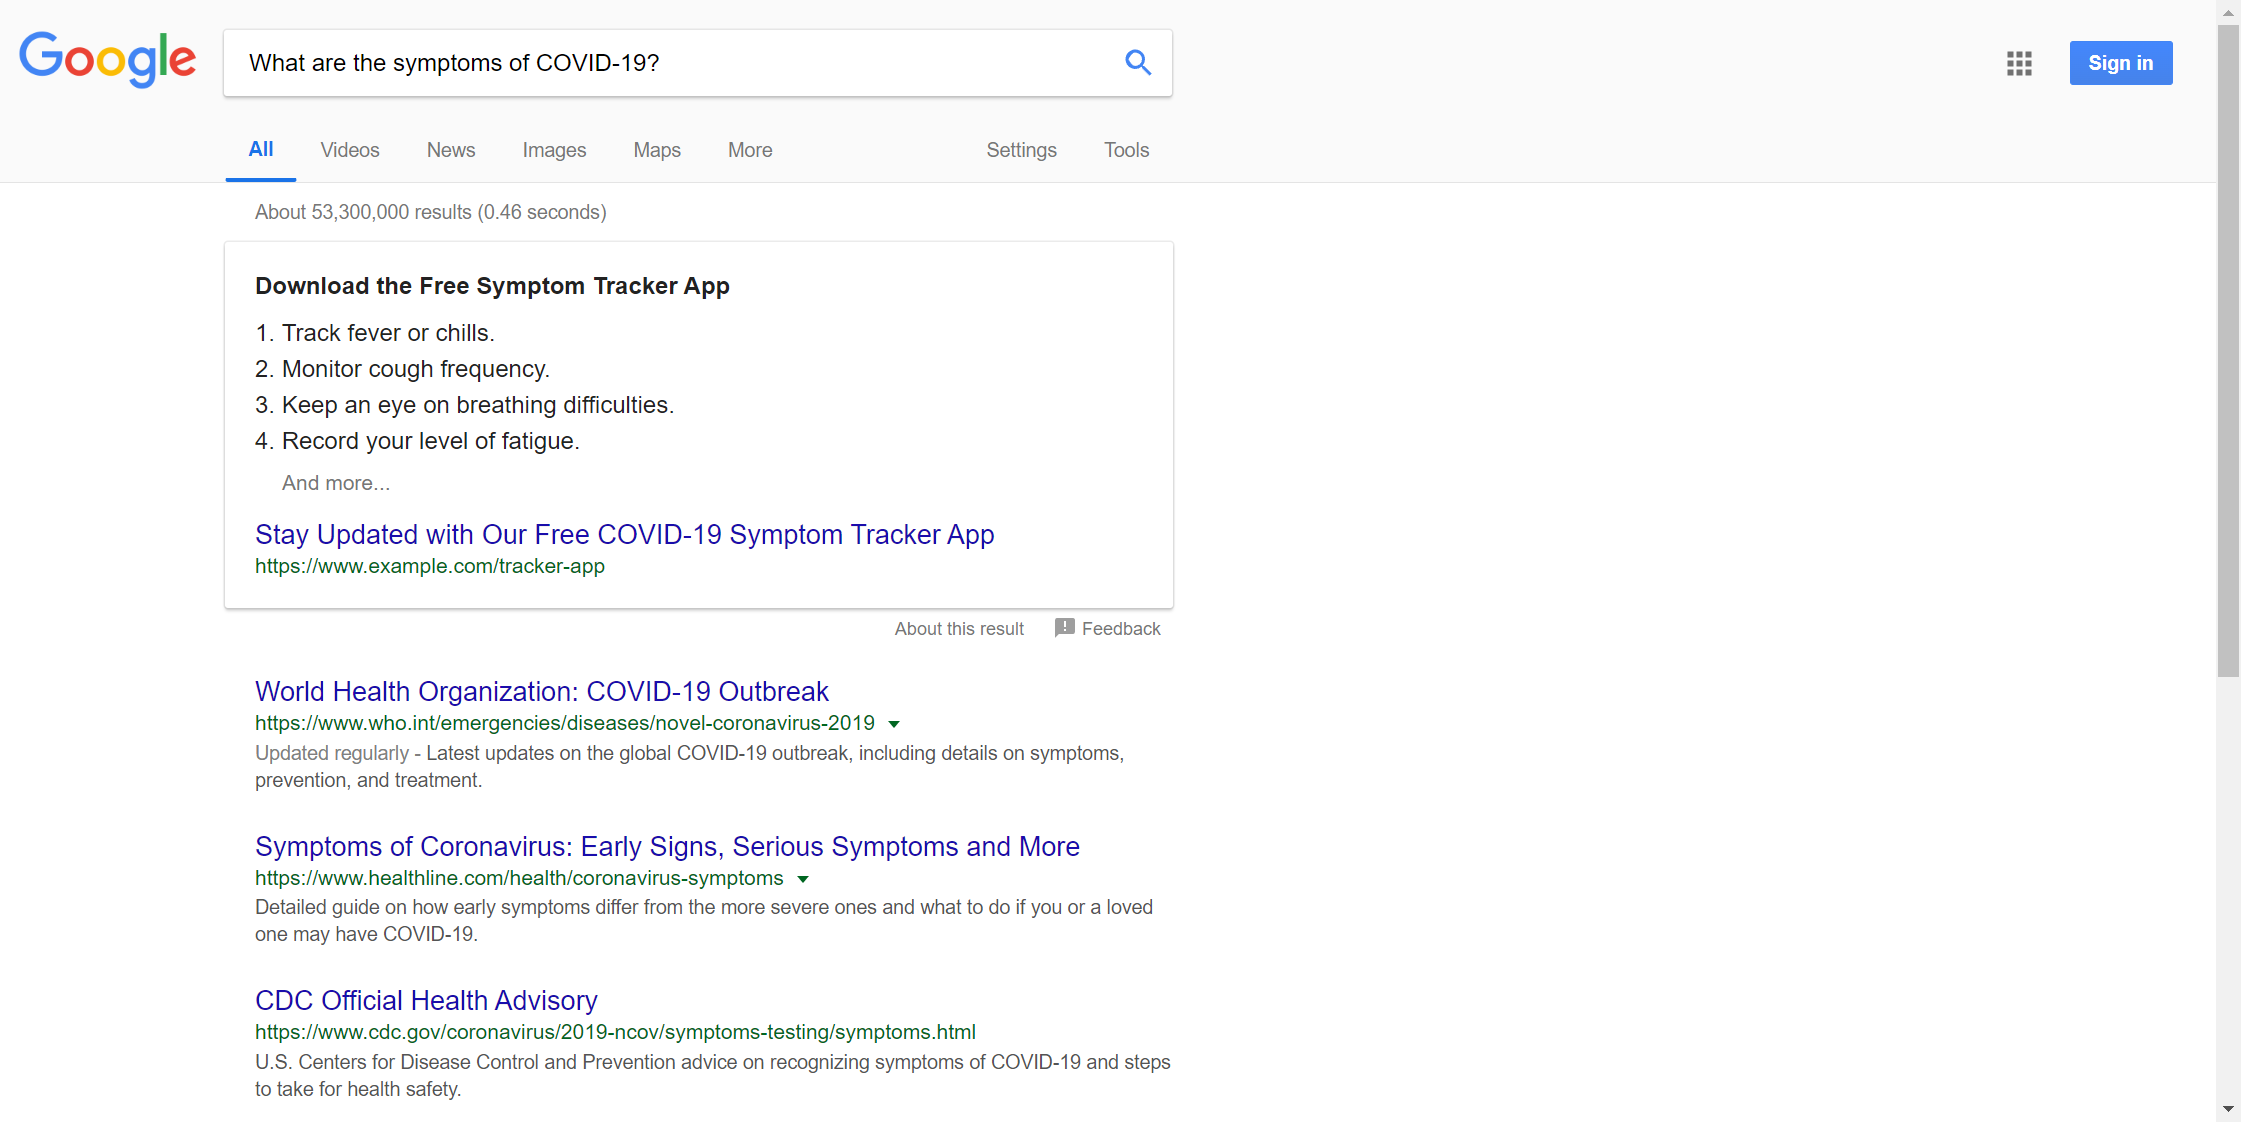 Google
What are the symptoms of COVID-19?
Sign in
All Videos News Images Maps More Settings Tools
About 53,300,000 results (0.46 seconds)
Download the Free Symptom Tracker App
1. Track fever or chills.
2. Monitor cough frequency.
3. Keep an eye on breathing difficulties.
4. Record your level of fatigue.
And more...
Stay Updated with Our Free COVID-19 Symptom Tracker App
https://www.example.com/tracker-app
About this result Feedback
World Health Organization: COVID-19 Outbreak
https://www.who.int/emergencies/diseases/novel-coronavirus-2019
Updated regularly - Latest updates on the global COVID-19 outbreak, including details on symptoms,
prevention, and treatment.
Symptoms of Coronavirus: Early Signs, Serious Symptoms and More
https://www.healthline.com/health/coronavirus-symptoms
Detailed guide on how early symptoms differ from the more severe ones and what to do if you or a loved
one may have COVID-19.
CDC Official Health Advisory
https://www.cdc.gov/coronavirus/2019-ncov/symptoms-testing/symptoms.html
U.S. Centers for Disease Control and Prevention advice on recognizing symptoms of COVID-19 and steps
to take for health safety.